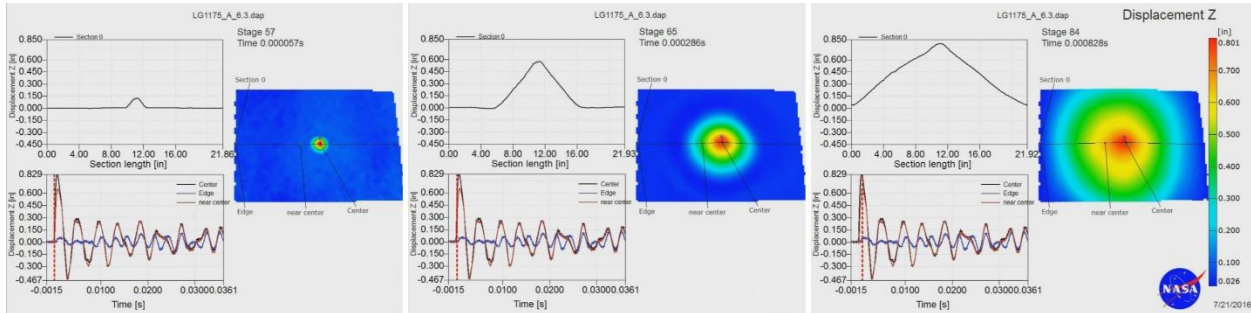 LG1175_A_6.3.dap
Stage 57
Time 0.000057s
Displacement Z [in]
0.850
0.600
0.450
0.300
0.150
0.000
-0.150
-0.300
-0.450
Section 0
Section 0
0.00 4.00 8.00 12.00 16.00 21.863
Section length [in]
Displacement Z [in]
0.829
0.600
0.450
0.300
0.150
0.000
-0.150
-0.300
-0.467
Center
Edge
near center
Edge near center Center
-0.0015 0.0100 0.0200 0.0300 0.0361
Time [s]
LG1175_A_6.3.dap
Stage 65
Time 0.000286s
Displacement Z [in]
0.850
0.600
0.450
0.300
0.150
0.000
-0.150
-0.300
-0.450
Section 0
Section 0
0.00 4.00 8.00 12.00 16.00 21.932
Section length [in]
Displacement Z [in]
0.829
0.600
0.450
0.300
0.150
0.000
-0.150
-0.300
-0.467
Center
Edge
near center
Edge near center Center
-0.0015 0.0100 0.0200 0.03000.0361
Time [s]
LG1175_A_6.3.dap
Displacement Z
Stage 84
Time 0.000828s
Displacement Z [in]
0.850
0.600
0.450
0.300
0.150
0.000
-0.150
-0.300
-0.450
Section 0
Section 0
0.00 4.00 8.00 12.00 16.00
Section length [in]
Displacement Z [in]
0.829
0.600
0.450
0.300
0.150
0.000
-0.150
-0.300
-0.467
Center
Edge
near center
Edge near center Center
-0.0015 0.0100 0.0200 0.03000.0361
Time [s]
[in]
0.801
0.700
0.600
0.500
0.400
0.300
0.200
0.100
0.026
NASA
7/21/2016